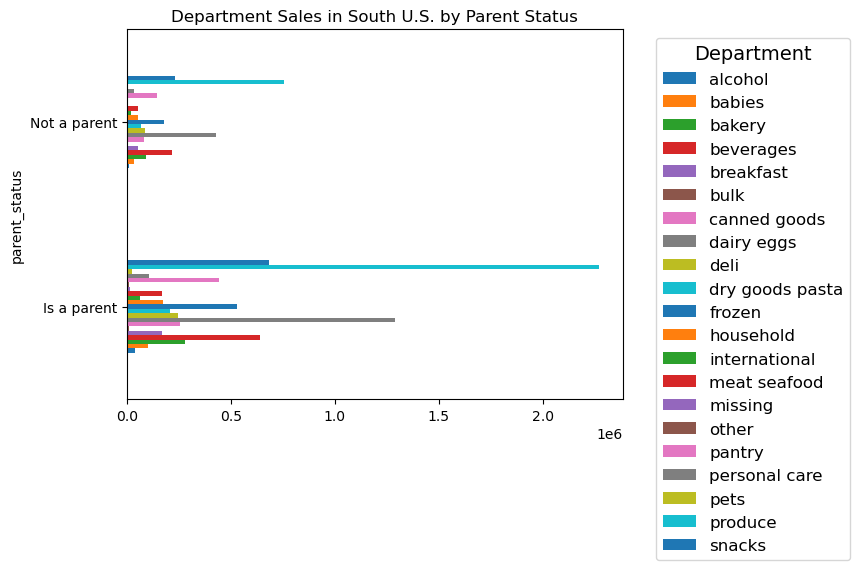 Department Sales in South U.S. by Parent Status
parent_status
Not a parent
Is a parent
0.0 0.5 1.0 1.5 2.0
1e6
Department
alcohol
babies
bakery
beverages
breakfast
bulk
canned goods
dairy eggs
deli
dry goods pasta
frozen
household
international
meat seafood
missing
other
pantry
personal care
pets
produce
snacks